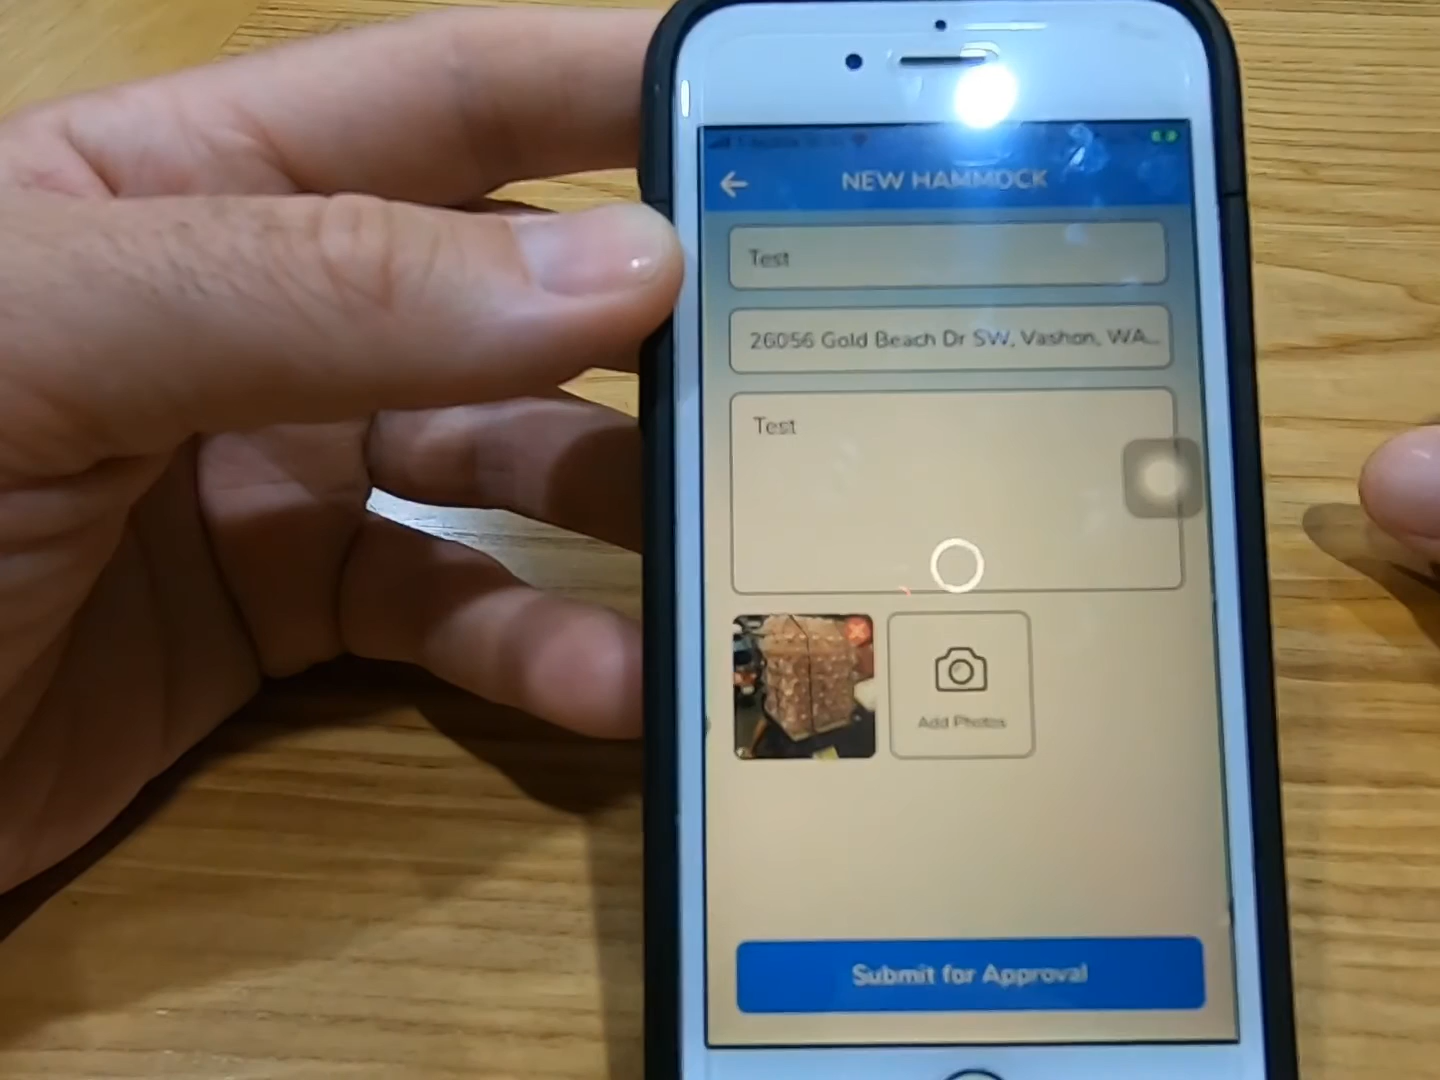 NEW HAMMOCK
Test
26056 Gold Beach Dr SW, Vashon, WA...
Test
Add Photos
Submit for Approval